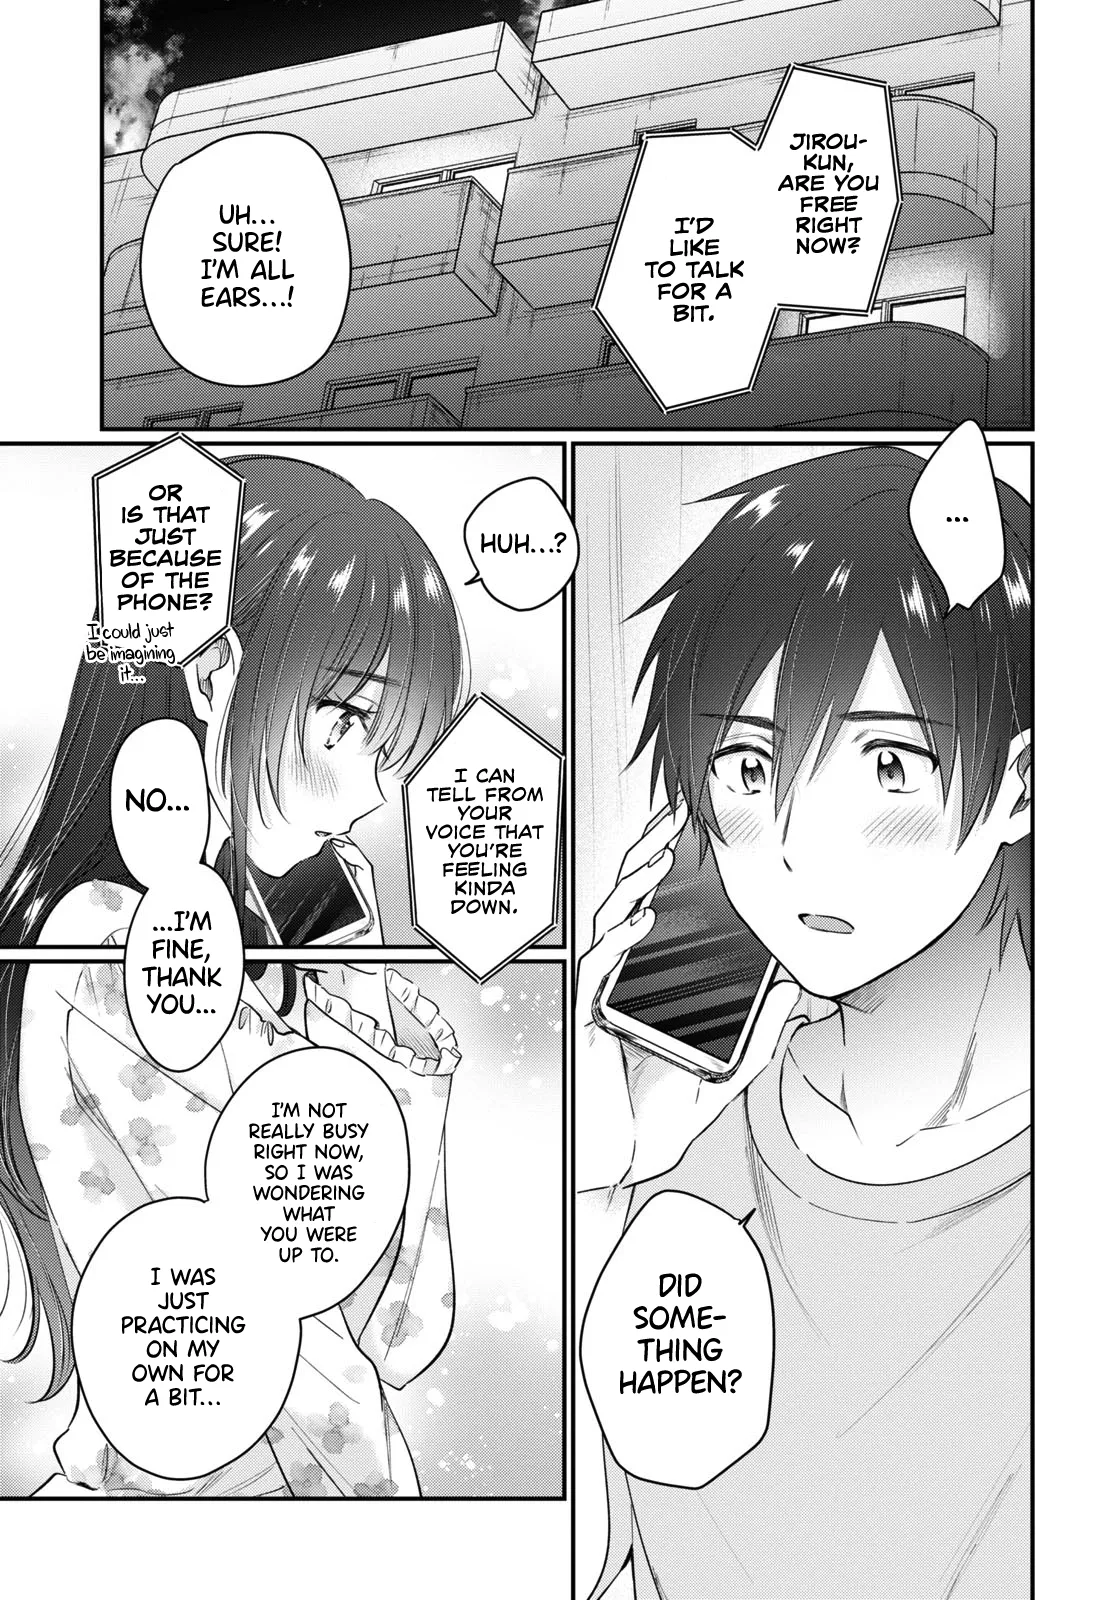 JIROU-
KUN,
ARE YOU
FREE
RIGHT
NOW?
I'D
LIKE
TO TALK
FOR A
BIT.
UH...
SURE!
I'M ALL
EARS...!
...
DID
SOME-
THING
HAPPEN?
HUH...?
I CAN
TELL FROM
YOUR
VOICE THAT
YOU'RE
FEELING
KINDA
DOWN.
OR
IS THAT
JUST
BECAUSE
OF THE
PHONE?
I could just
be imagining
it...
NO...
...I'M
FINE,
THANK
YOU...
I'M NOT
REALLY BUSY
RIGHT NOW,
SO I WAS
WONDERING
WHAT
YOU WERE
UP TO.
I WAS
JUST
PRACTICING
ON MY
OWN FOR
A BIT...